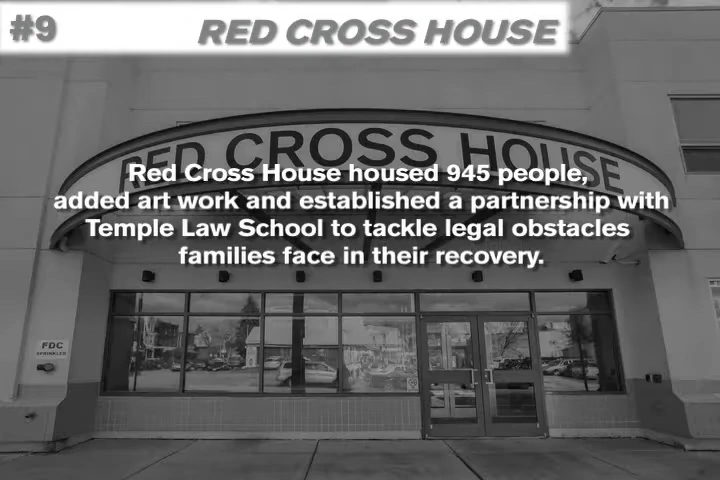 #9
RED CROSS HOUSE
RED CROSS HOUSE
Red Cross House housed 945 people,
added art work and established a partnership with
Temple Law School to tackle legal obstacles
families face in their recovery.
FDC
SPRINKLER